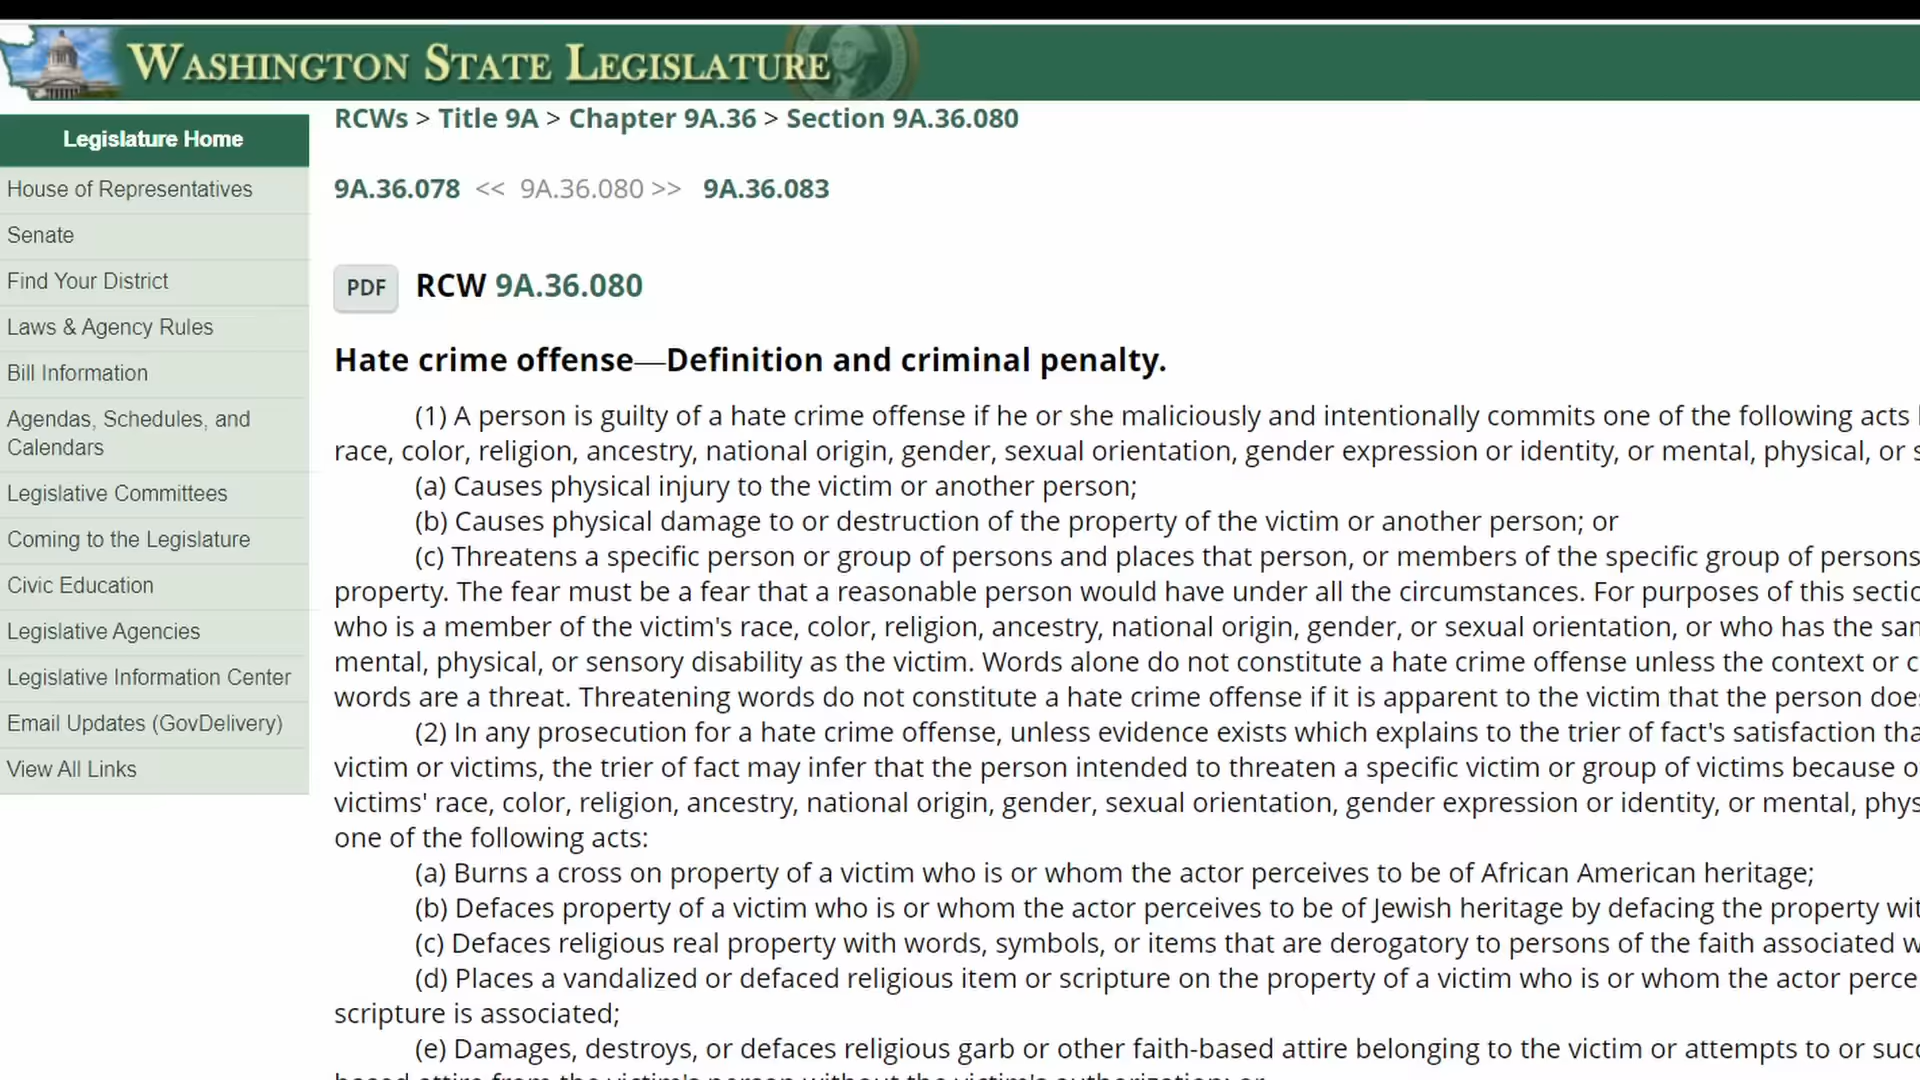 WASHINGTON STATE LEGISLATURE
Legislature Home
House of Representatives
Senate
Find Your District
Laws & Agency Rules
Bill Information
Agendas, Schedules, and
Calendars
Legislative Committees
Coming to the Legislature
Civic Education
Legislative Agencies
Legislative Information Center
Email Updates (GovDelivery)
View All Links
RCWs > Title 9A > Chapter 9A.36 > Section 9A.36.080
9A.36.078 << 9A.36.080 >> 9A.36.083
PDF RCW 9A.36.080
Hate crime offense—Definition and criminal penalty.
(1) A person is guilty of a hate crime offense if he or she maliciously and intentionally commits one of the following acts
race, color, religion, ancestry, national origin, gender, sexual orientation, gender expression or identity, or mental, physical, or
(a) Causes physical injury to the victim or another person;
(b) Causes physical damage to or destruction of the property of the victim or another person; or
(c) Threatens a specific person or group of persons and places that person, or members of the specific group of persons
property. The fear must be a fear that a reasonable person would have under all the circumstances. For purposes of this
who is a member of the victim's race, color, religion, ancestry, national origin, gender, or sexual orientation, or who has the
mental, physical, or sensory disability as the victim. Words alone do not constitute a hate crime offense unless the context or
words are a threat. Threatening words do not constitute a hate crime offense if it is apparent to the victim that the person
(2) In any prosecution for a hate crime offense, unless evidence exists which explains to the trier of fact's satisfaction
victim or victims, the trier of fact may infer that the person intended to threaten a specific victim or group of victims because
victims' race, color, religion, ancestry, national origin, gender, sexual orientation, gender expression or identity, or mental,
one of the following acts:
(a) Burns a cross on property of a victim who is or whom the actor perceives to be of African American heritage;
(b) Defaces property of a victim who is or whom the actor perceives to be of Jewish heritage by defacing the property
(c) Defaces religious real property with words, symbols, or items that are derogatory to persons of the faith associated
(d) Places a vandalized or defaced religious item or scripture on the property of a victim who is or whom the actor
scripture is associated;
(e) Damages, destroys, or defaces religious garb or other faith-based attire belonging to the victim or attempts to or